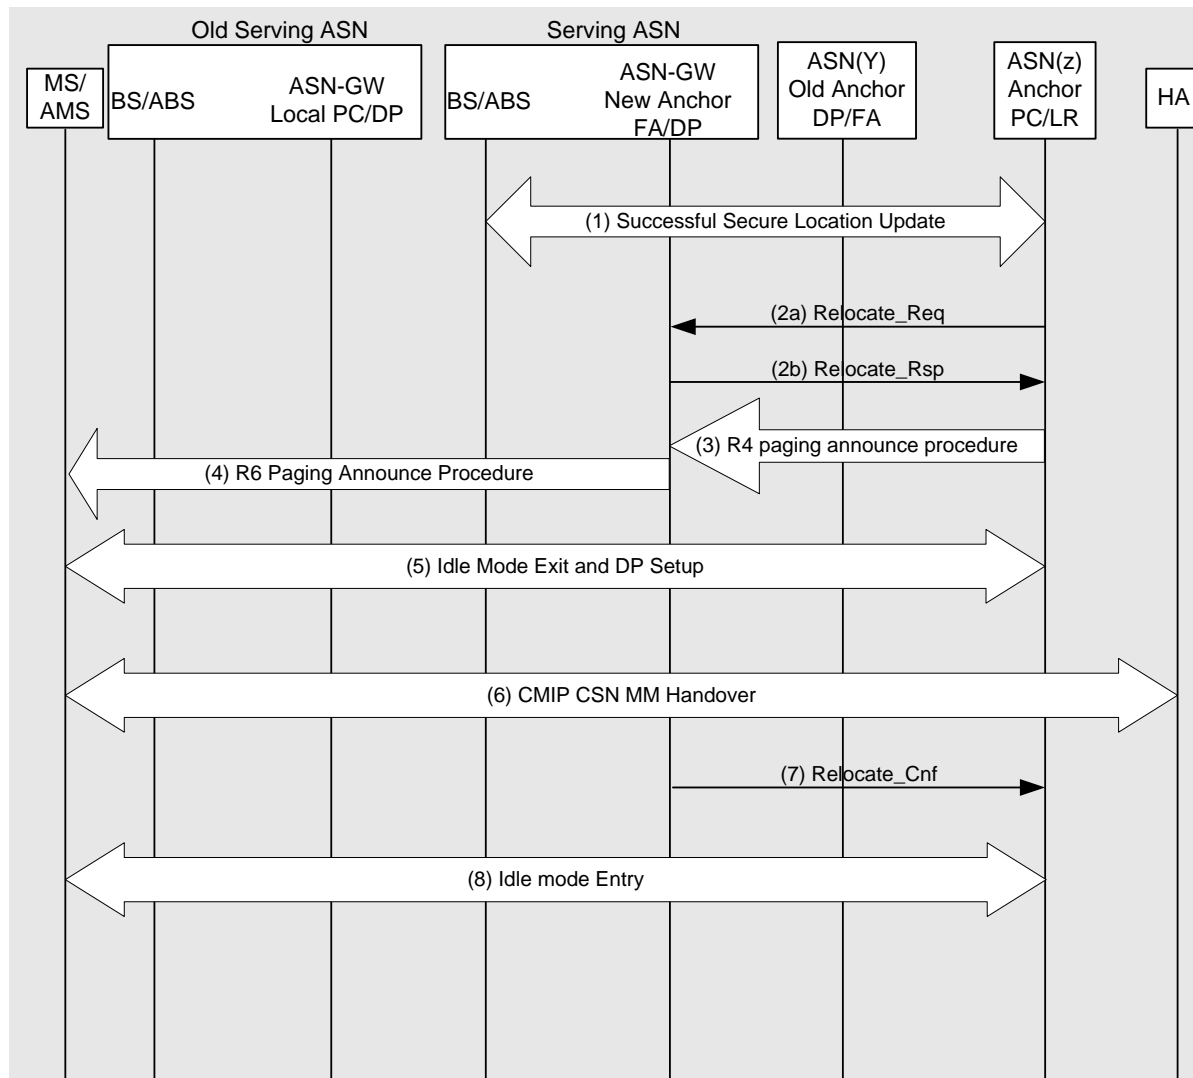 Old Serving ASN
Serving ASN
MS/
AMS
BS/ABS
ASN-GW
Local PC/DP
BS/ABS
ASN-GW
New Anchor
FA/DP
ASN(Y)
Old Anchor
DP/FA
ASN(z)
Anchor
PC/LR
HA
(1) Successful Secure Location Update
(2a) Relocate_Req
(2b) Relocate_Rsp
(3) R4 paging announce procedure
(4) R6 Paging Announce Procedure
(5) Idle Mode Exit and DP Setup
(6) CMIP CSN MM Handover
(7) Relocate_Cnf
(8) Idle mode Entry